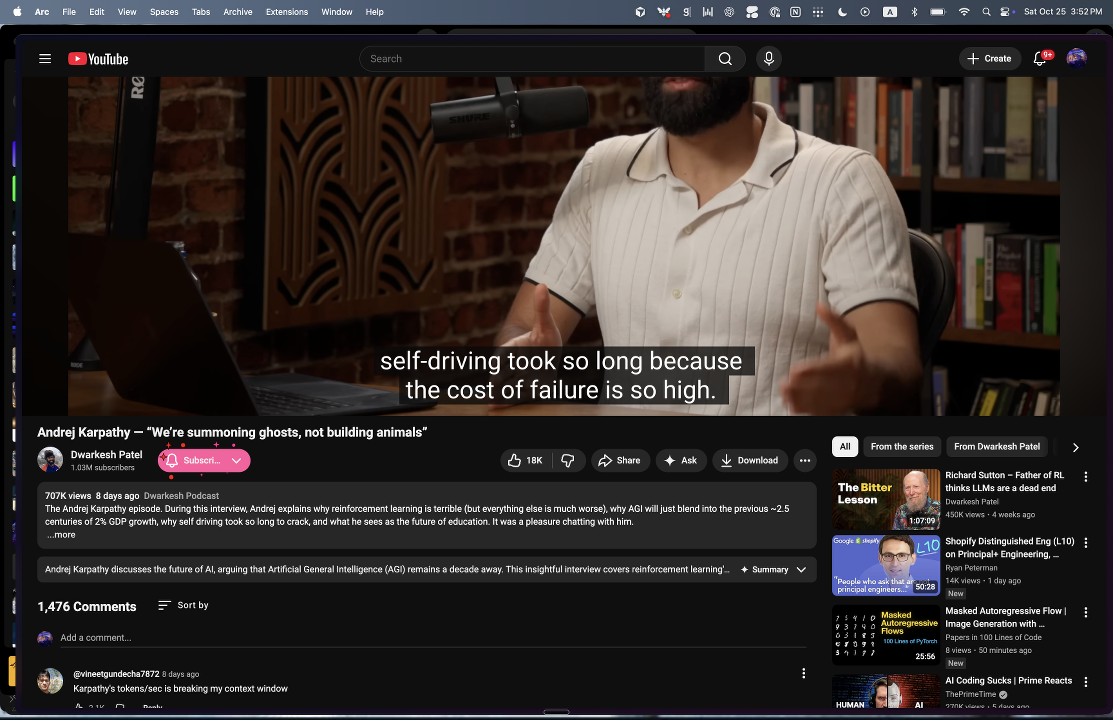 Arc File Edit View Spaces Tabs Archive Extensions Window Help
Sat Oct 25 3:52 PM
YouTube
Search
Create
9+
SHURE
self-driving took so long because
the cost of failure is so high.
Andrej Karpathy — “We’re summoning ghosts, not building animals”
Dwarkesh Patel
1.03M subscribers
Subscri...
18K
Share
Ask
Download
707K views 8 days ago Dwarkesh Podcast
The Andrej Karpathy episode. During this interview, Andrej explains why reinforcement learning is terrible (but everything else is much worse), why AGI will just blend into the previous ~2.5
centuries of 2% GDP growth, why self driving took so long to crack, and what he sees as the future of education. It was a pleasure chatting with him.
...more
Andrej Karpathy discusses the future of AI, arguing that Artificial General Intelligence (AGI) remains a decade away. This insightful interview covers reinforcement learning'...
Summary
1,476 Comments
Sort by
Add a comment...
@vineetgundecha7872 8 days ago
Karpathy's tokens/sec is breaking my context window
Reply
All
From the series
From Dwarkesh Patel
The Bitter
Lesson
1:07:09
Richard Sutton – Father of RL
thinks LLMs are a dead end
Dwarkesh Patel
450K views • 4 weeks ago
Google shopify
L10
"People who ask that
principal engineers..."
50:28
Shopify Distinguished Eng (L10)
on Principal+ Engineering, ...
Ryan Peterman
14K views • 1 day ago
New
Masked
Autoregressive
Flows
100 Lines of PyTorch
25:56
Masked Autoregressive Flow |
Image Generation with ...
Papers in 100 Lines of Code
8 views • 50 minutes ago
New
HUMAN
AI
AI Coding Sucks | Prime Reacts
ThePrimeTime
270K views • 5 days ago